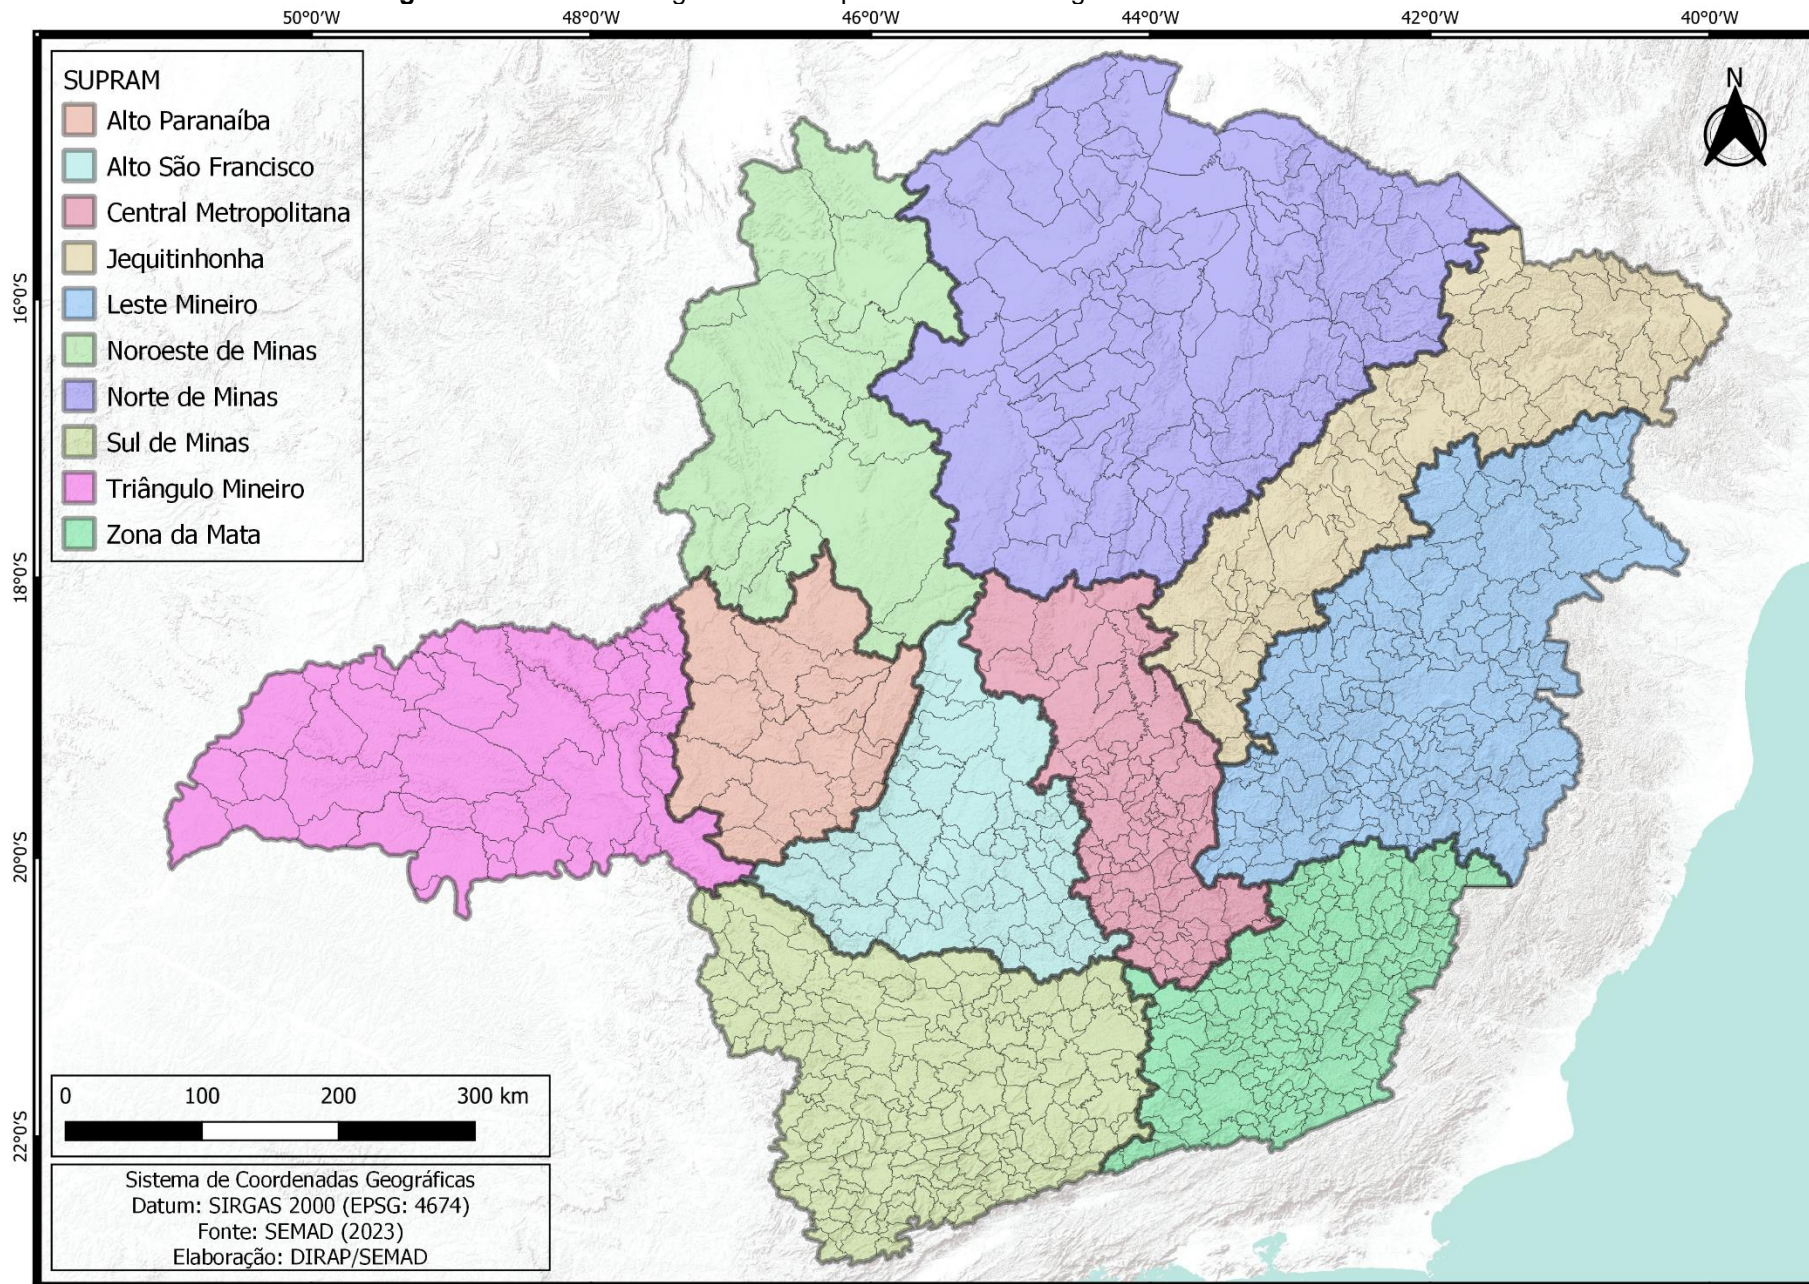 50°0'W 48°0'W 46°0'W 44°0'W 42°0'W 40°0'W
SUPRAM
Alto Paranaíba
Alto São Francisco
Central Metropolitana
Jequitinhonha
Leste Mineiro
Noroeste de Minas
Norte de Minas
Sul de Minas
Triângulo Mineiro
Zona da Mata
N
16°0'S
18°0'S
20°0'S
22°0'S
0 100 200 300 km
Sistema de Coordenadas Geográficas
Datum: SIRGAS 2000 (EPSG: 4674)
Fonte: SEMAD (2023)
Elaboração: DIRAP/SEMAD